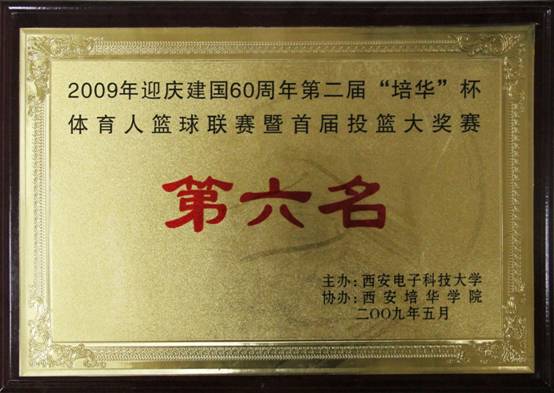 2009年迎庆建国60周年第二届“培华”杯
体育人篮球联赛暨首届投篮大奖赛
第六名
主办:西安电子科技大学
协办:西安培华学院
二〇〇九年五月